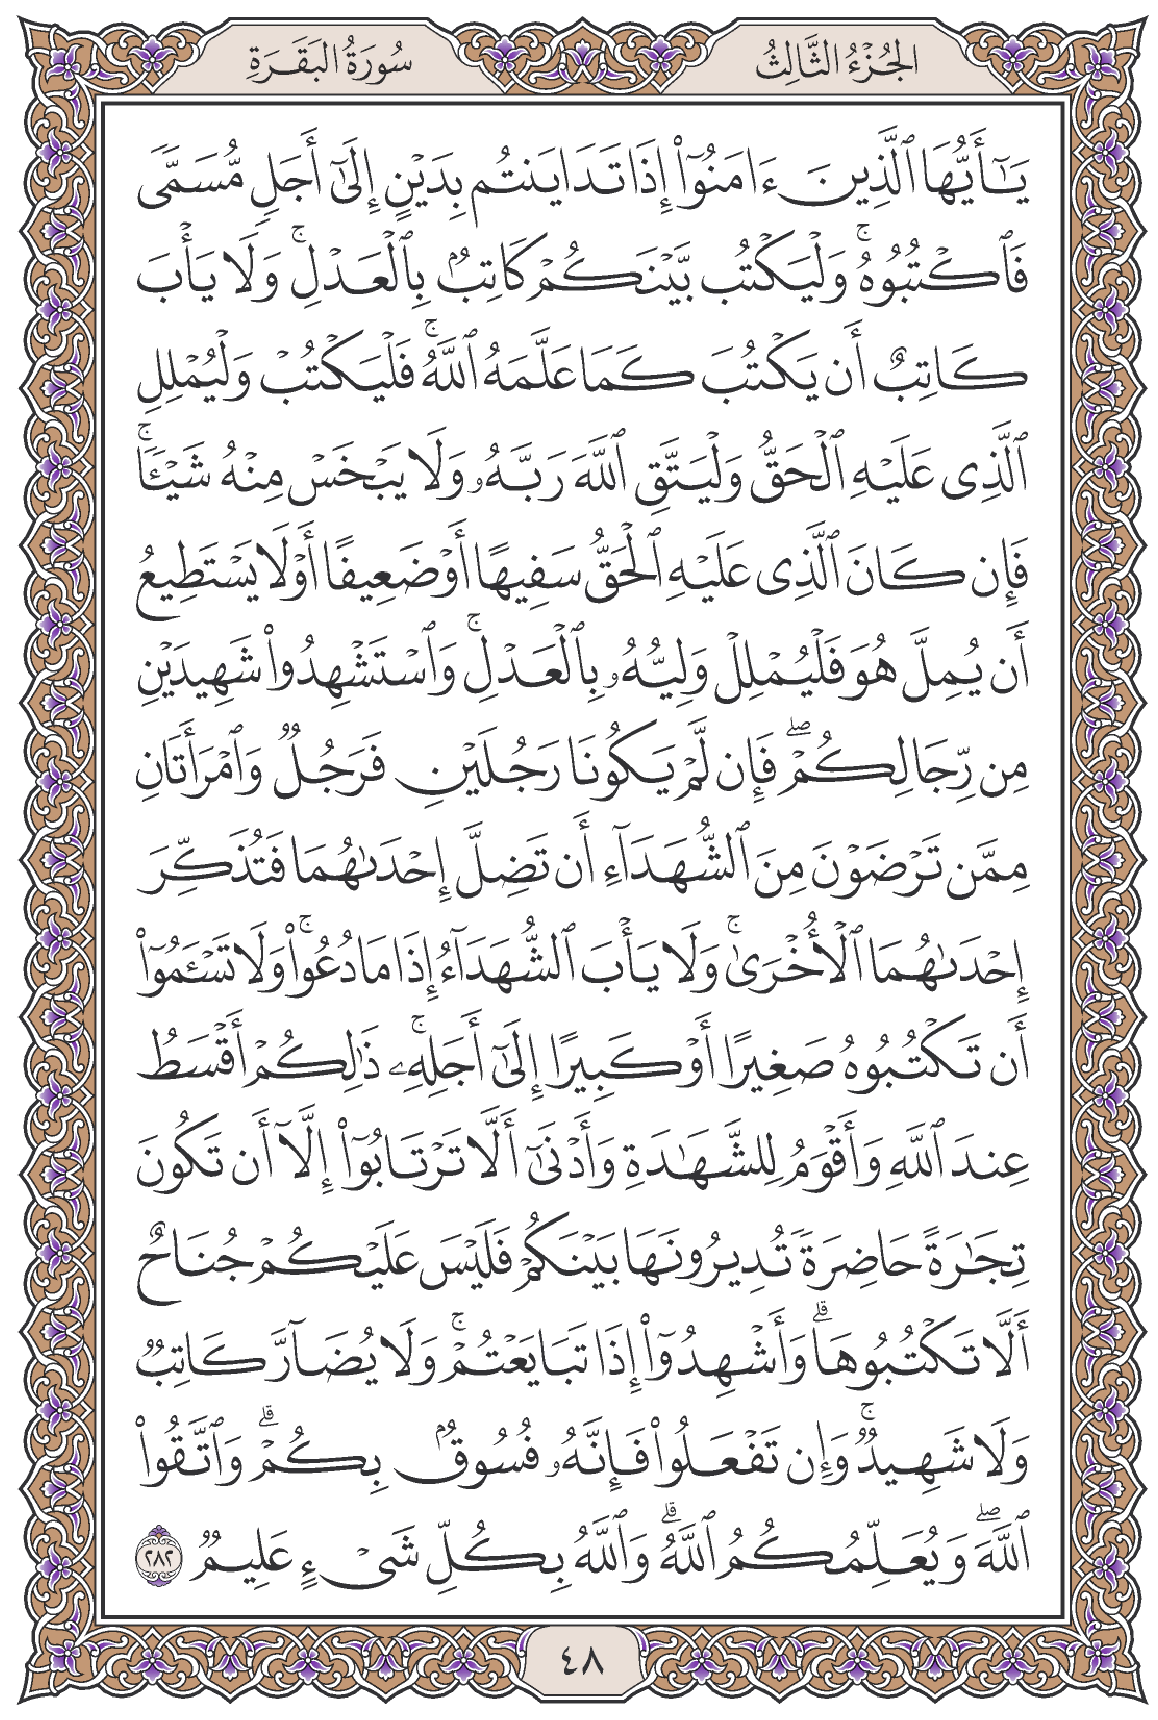 الجُزْءُ الثَّالِثُ
سُورَةُ البَقَرَةِ
يَٰٓأَيُّهَا ٱلَّذِينَ ءَامَنُوٓا۟ إِذَا تَدَايَنتُم بِدَيْنٍ إِلَىٰٓ أَجَلٍ مُّسَمًّى
فَٱكْتُبُوهُ ۚ وَلْيَكْتُب بَّيْنَكُمْ كَاتِبٌۢ بِٱلْعَدْلِ ۚ وَلَا يَأْبَ
كَاتِبٌ أَن يَكْتُبَ كَمَا عَلَّمَهُ ٱللَّهُ ۚ فَلْيَكْتُبْ وَلْيُمْلِلِ
ٱلَّذِى عَلَيْهِ ٱلْحَقُّ وَلْيَتَّقِ ٱللَّهَ رَبَّهُۥ وَلَا يَبْخَسْ مِنْهُ شَيْـًٔا ۚ
فَإِن كَانَ ٱلَّذِى عَلَيْهِ ٱلْحَقُّ سَفِيهًا أَوْ ضَعِيفًا أَوْ لَا يَسْتَطِيعُ
أَن يُمِلَّ هُوَ فَلْيُمْلِلْ وَلِيُّهُۥ بِٱلْعَدْلِ ۚ وَٱسْتَشْهِدُوا۟ شَهِيدَيْنِ
مِن رِّجَالِكُمْ ۖ فَإِن لَّمْ يَكُونَا رَجُلَيْنِ فَرَجُلٌ وَٱمْرَأَتَانِ
مِمَّن تَرْضَوْنَ مِنَ ٱلشُّهَدَآءِ أَن تَضِلَّ إِحْدَىٰهُمَا فَتُذَكِّرَ
إِحْدَىٰهُمَا ٱلْأُخْرَىٰ ۚ وَلَا يَأْبَ ٱلشُّهَدَآءُ إِذَا مَا دُعُوا۟ ۚ وَلَا تَسْـَٔمُوٓا۟
أَن تَكْتُبُوهُ صَغِيرًا أَوْ كَبِيرًا إِلَىٰٓ أَجَلِهِۦ ۚ ذَٰلِكُمْ أَقْسَطُ
عِندَ ٱللَّهِ وَأَقْوَمُ لِلشَّهَٰدَةِ وَأَدْنَىٰٓ أَلَّا تَرْتَابُوٓا۟ إِلَّآ أَن تَكُونَ
تِجَٰرَةً حَاضِرَةً تُدِيرُونَهَا بَيْنَكُمْ فَلَيْسَ عَلَيْكُمْ جُنَاحٌ
أَلَّا تَكْتُبُوهَا ۗ وَأَشْهِدُوٓا۟ إِذَا تَبَايَعْتُمْ ۚ وَلَا يُضَآرَّ كَاتِبٌ
وَلَا شَهِيدٌ ۚ وَإِن تَفْعَلُوا۟ فَإِنَّهُۥ فُسُوقٌۢ بِكُمْ ۗ وَٱتَّقُوا۟
ٱللَّهَ ۖ وَيُعَلِّمُكُمُ ٱللَّهُ ۗ وَٱللَّهُ بِكُلِّ شَىْءٍ عَلِيمٌ ٢٨٢
٤٨